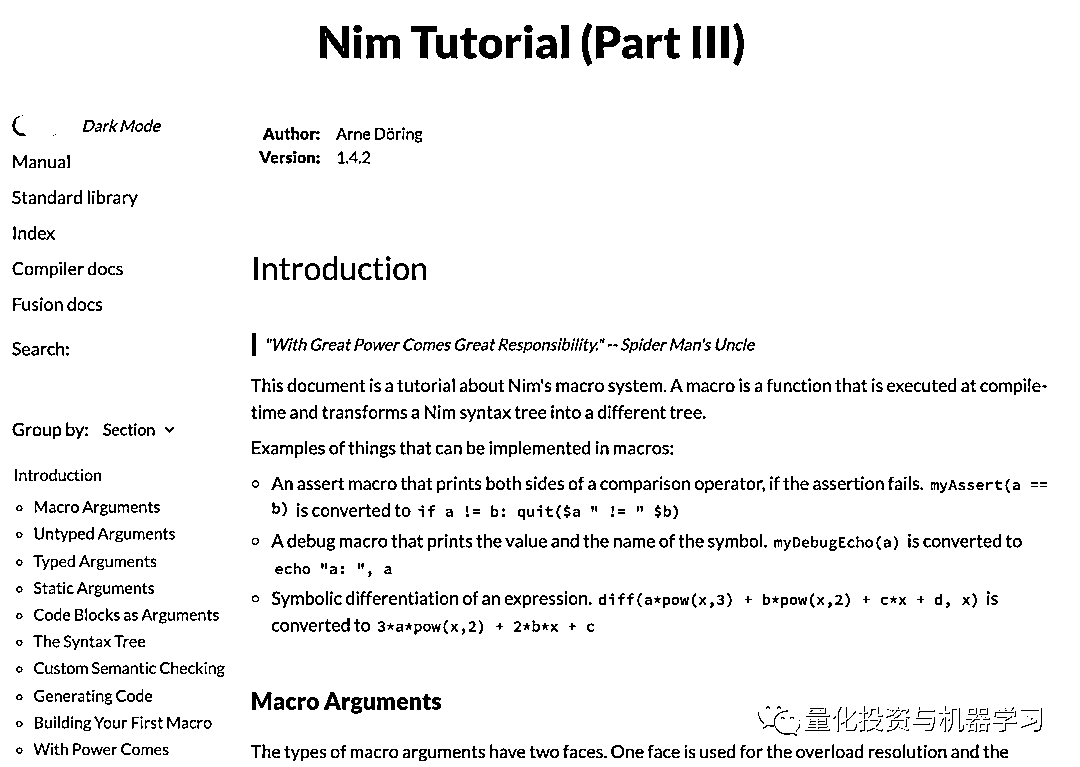 Nim Tutorial (Part III)
Dark Mode
Manual
Standard library
Index
Compiler docs
Fusion docs
Search:
Group by: Section
Introduction
Macro Arguments
Untyped Arguments
Typed Arguments
Static Arguments
Code Blocks as Arguments
The Syntax Tree
Custom Semantic Checking
Generating Code
Building Your First Macro
With Power Comes
Author: Arne Döring
Version: 1.4.2
Introduction
"With Great Power Comes Great Responsibility." -- Spider Man's Uncle
This document is a tutorial about Nim's macro system. A macro is a function that is executed at compile-
time and transforms a Nim syntax tree into a different tree.
Examples of things that can be implemented in macros:
An assert macro that prints both sides of a comparison operator, if the assertion fails. myAssert(a ==
b) is converted to if a != b: quit($a " != " $b)
A debug macro that prints the value and the name of the symbol. myDebugEcho(a) is converted to
echo "a: ", a
Symbolic differentiation of an expression. diff(a*pow(x,3) + b*pow(x,2) + c*x + d, x) is
converted to 3*a*pow(x,2) + 2*b*x + c
Macro Arguments
The types of macro arguments have two faces. One face is used for the overload resolution and the
量化投资与机器学习